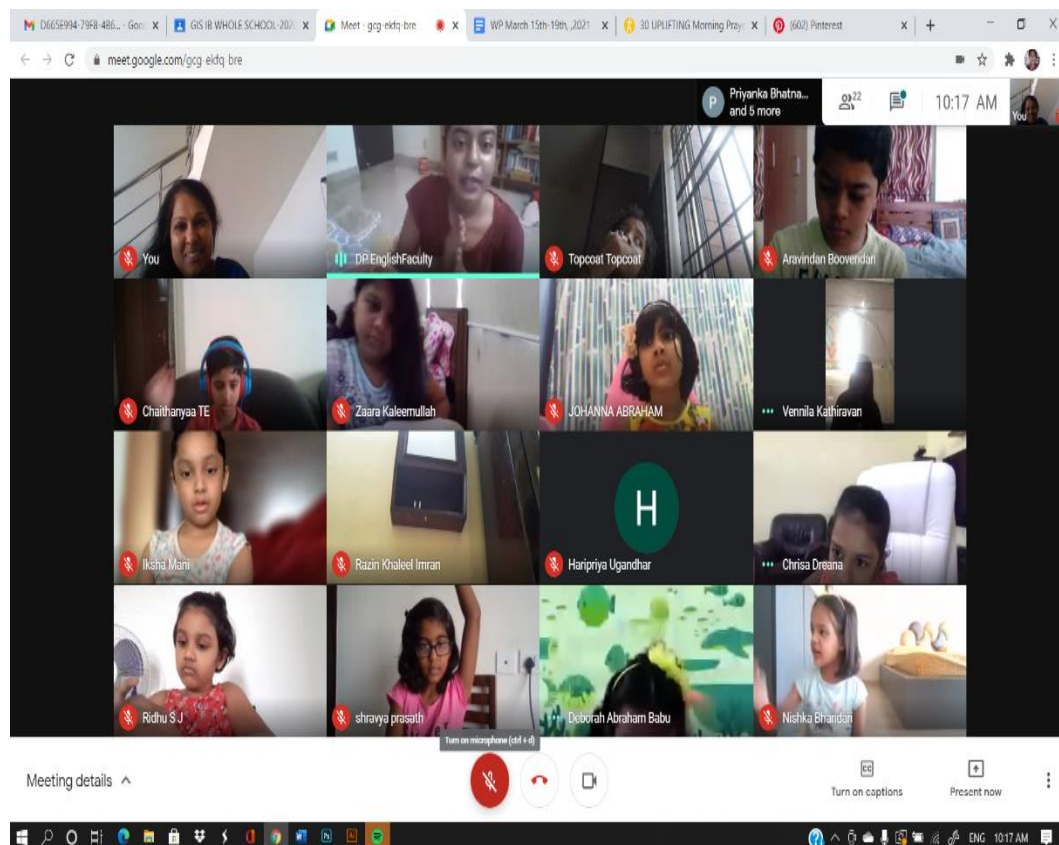 D665F994-79F8-486... - Goo
GIS IB WHOLE SCHOOL-202
Meet - gcg-ekfq-bre
WP March 15th-19th, ,2021
30 UPLIFTING Morning Pray
(602) Pinterest
meet.google.com/gcg-ekfq-bre
P
Priyanka Bhatna...
and 5 more
22
10:17 AM
You
You
DP EnglishFaculty
Topcoat Topcoat
Aravindan Boovendan
Chaithanyaa TE
Zaara Kaleemullah
JOHANNA ABRAHAM
Vennila Kathiravan
Iksha Mani
Razin Khaleel Imran
H
Haripriya Ugandhar
Chrisa Dreana
Ridhu S.J
shravya prasath
Deborah Abraham Babu
Nishka Bhandari
Turn on microphone (ctrl + d)
Meeting details
CC
Turn on captions
Present now
ENG 10:17 AM